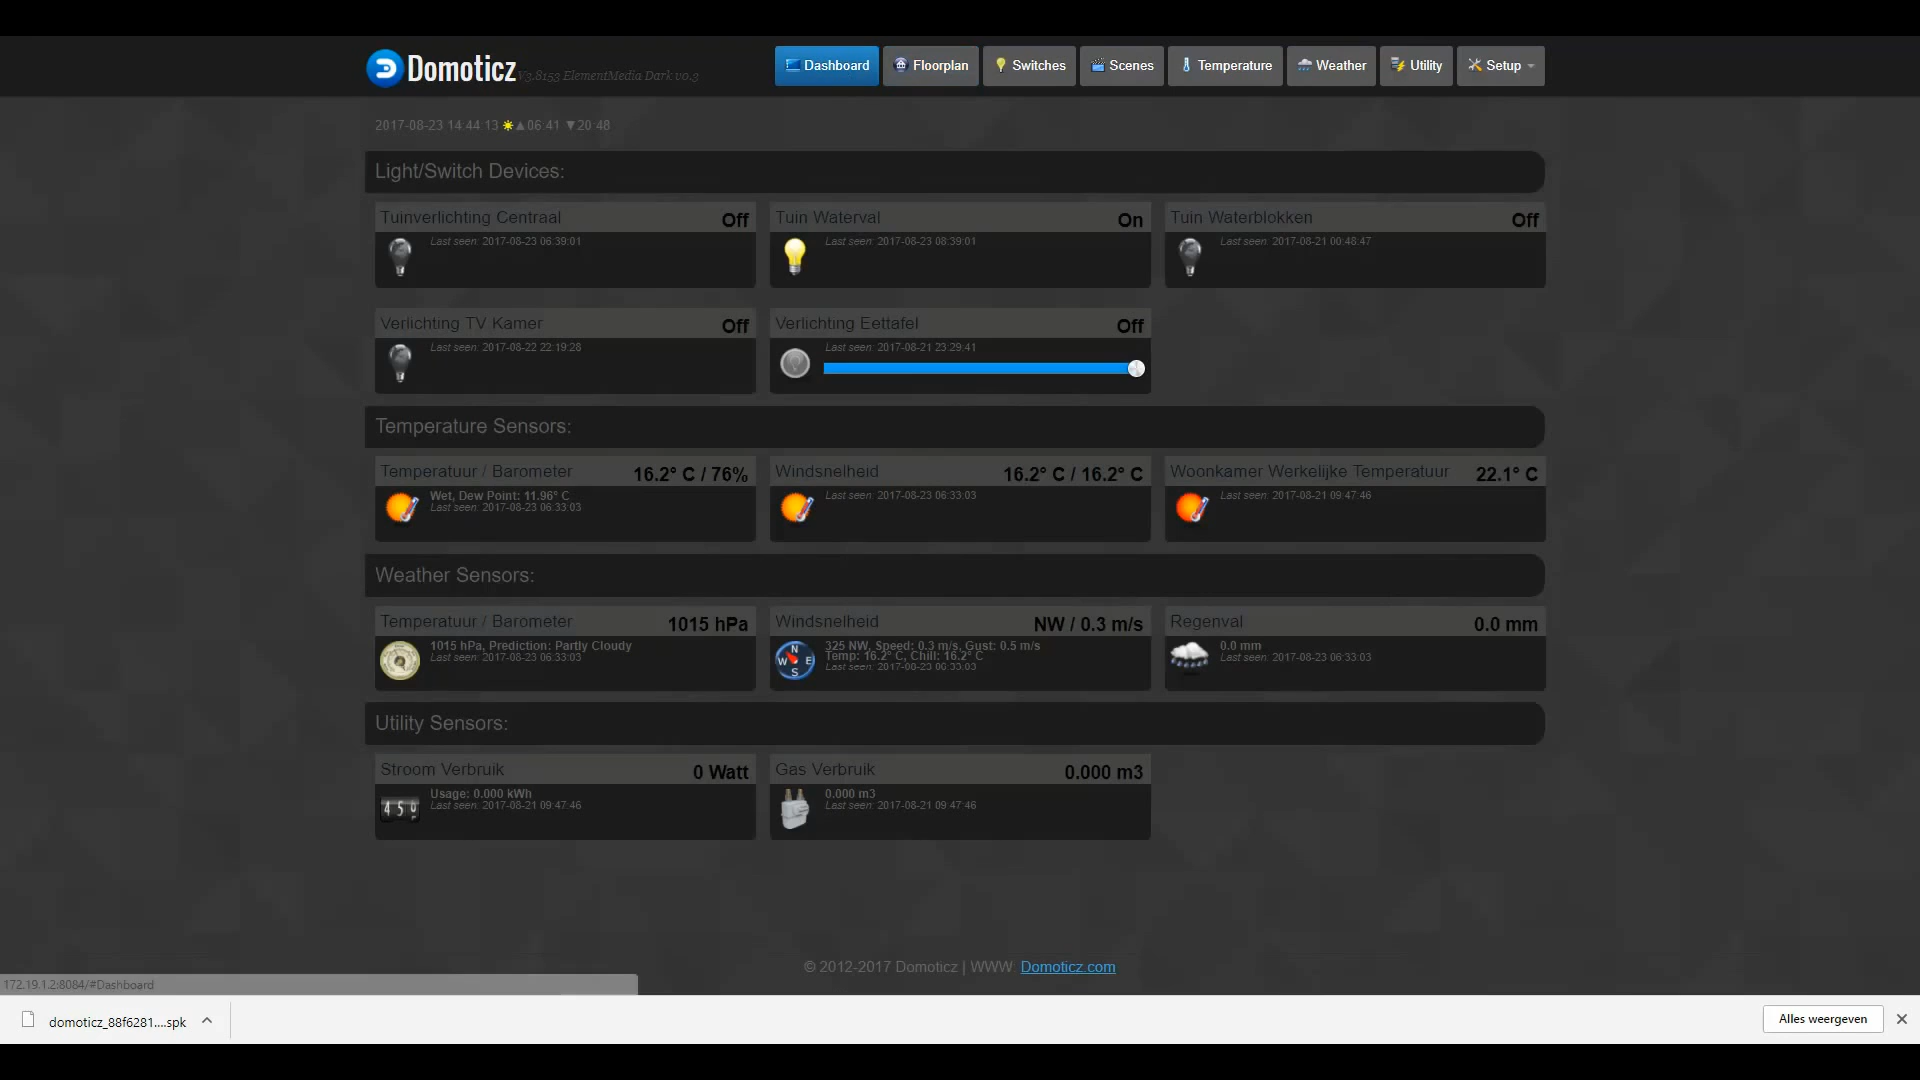 Domoticz V3.8153 ElementMedia Dark v0.3
Dashboard Floorplan Switches Scenes Temperature Weather Utility Setup
2017-08-23 14:44:13 ☀▲06:41 ▼20:48
Light/Switch Devices:
Tuinverlichting Centraal Off
Last seen: 2017-08-23 06:39:01
Tuin Waterval On
Last seen: 2017-08-23 08:39:01
Tuin Waterblokken Off
Last seen: 2017-08-21 00:48:47
Verlichting TV Kamer Off
Last seen: 2017-08-22 22:19:28
Verlichting Eettafel Off
Last seen: 2017-08-21 23:29:41
Temperature Sensors:
Temperatuur / Barometer 16.2° C / 76%
Wet, Dew Point: 11.96° C
Last seen: 2017-08-23 06:33:03
Windsnelheid 16.2° C / 16.2° C
Last seen: 2017-08-23 06:33:03
Woonkamer Werkelijke Temperatuur 22.1° C
Last seen: 2017-08-21 09:47:46
Weather Sensors:
Temperatuur / Barometer 1015 hPa
1015 hPa, Prediction: Partly Cloudy
Last seen: 2017-08-23 06:33:03
Windsnelheid NW / 0.3 m/s
325 NW, Speed: 0.3 m/s, Gust: 0.5 m/s
Temp: 16.2° C, Chill: 16.2° C
Last seen: 2017-08-23 06:33:03
N
W E
S
Regenval 0.0 mm
0.0 mm
Last seen: 2017-08-23 06:33:03
Utility Sensors:
Stroom Verbruik 0 Watt
Usage: 0.000 kWh
Last seen: 2017-08-21 09:47:46
Gas Verbruik 0.000 m3
0.000 m3
Last seen: 2017-08-21 09:47:46
© 2012-2017 Domoticz | WWW: Domoticz.com
172.19.1.2:8084/#Dashboard
domoticz_88f6281....spk
Alles weergeven